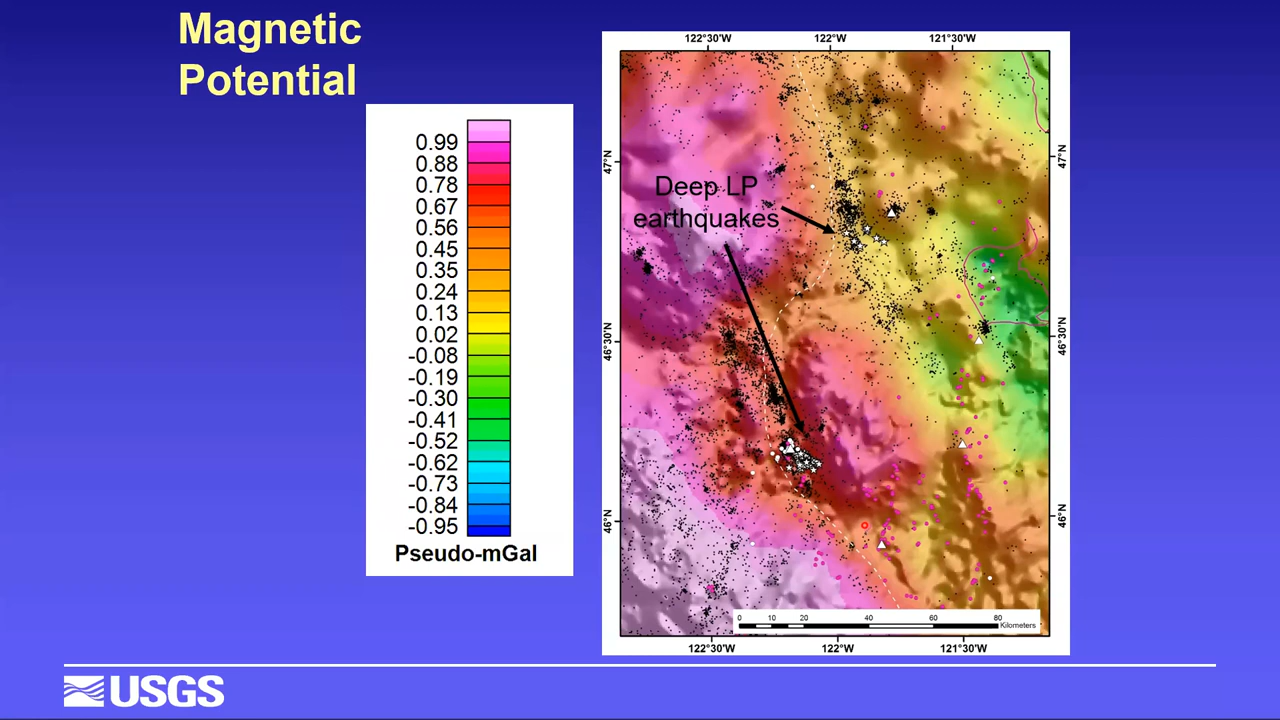 Magnetic
Potential
0.99
0.88
0.78
0.67
0.56
0.45
0.35
0.24
0.13
0.02
-0.08
-0.19
-0.30
-0.41
-0.52
-0.62
-0.73
-0.84
-0.95
Pseudo-mGal
122°30'W 122°W 121°30'W
47°N
47°N
Deep LP
earthquakes
46°30'N
46°30'N
46°N
46°N
0 10 20 40 60 80
Kilometers
122°30'W 122°W 121°30'W
USGS